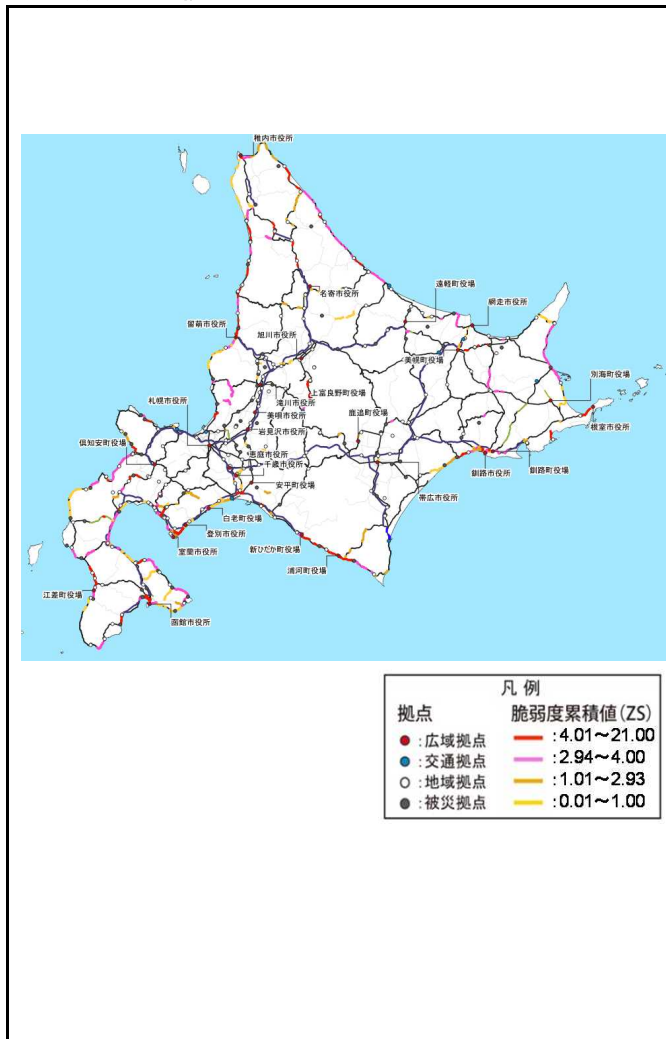 稚内市役所
名寄市役所
遠軽町役場
網走市役所
留萌市役所
旭川市役所
美幌町役場
別海町役場
上富良野町役場
札幌市役所
滝川市役所
美唄市役所
鹿追町役場
岩見沢市役所
根室市役所
倶知安町役場
恵庭市役所
千歳市役所
釧路市役所
釧路町役場
安平町役場
帯広市役所
白老町役場
登別市役所
新ひだか町役場
室蘭市役所
浦河町役場
江差町役場
函館市役所
凡例
拠点 脆弱度累積値(ZS)
:広域拠点 :4.01～21.00
:交通拠点 :2.94～4.00
:地域拠点 :1.01～2.93
:被災拠点 :0.01～1.00